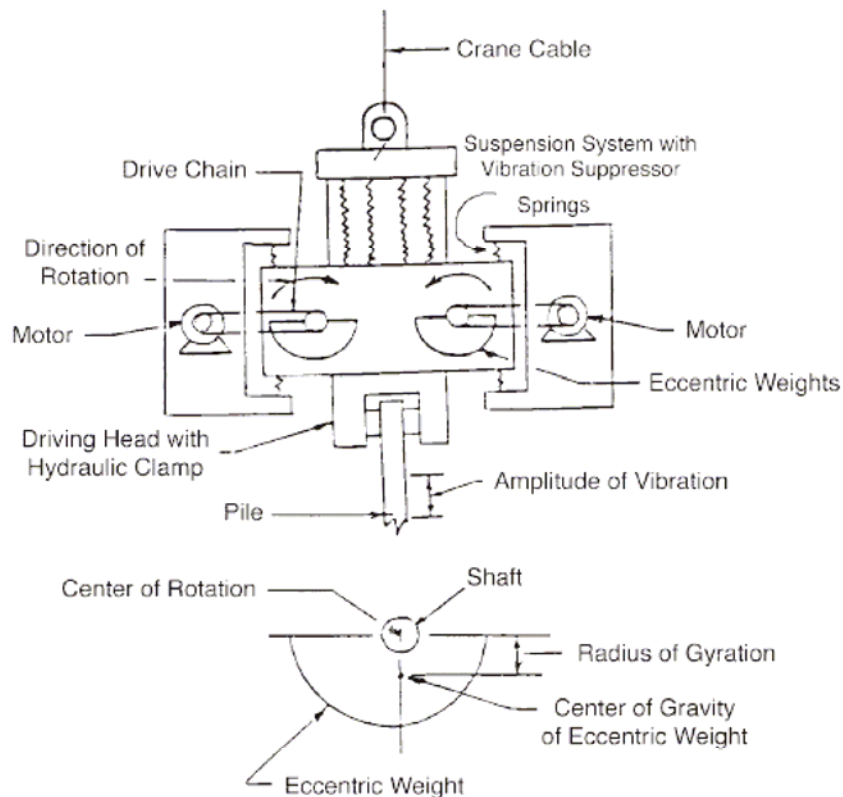 Crane Cable
Suspension System with
Vibration Suppressor
Drive Chain
Springs
Direction of
Rotation
Motor
Motor
Eccentric Weights
Driving Head with
Hydraulic Clamp
Amplitude of Vibration
Pile
Center of Rotation
Shaft
Radius of Gyration
Center of Gravity
of Eccentric Weight
Eccentric Weight